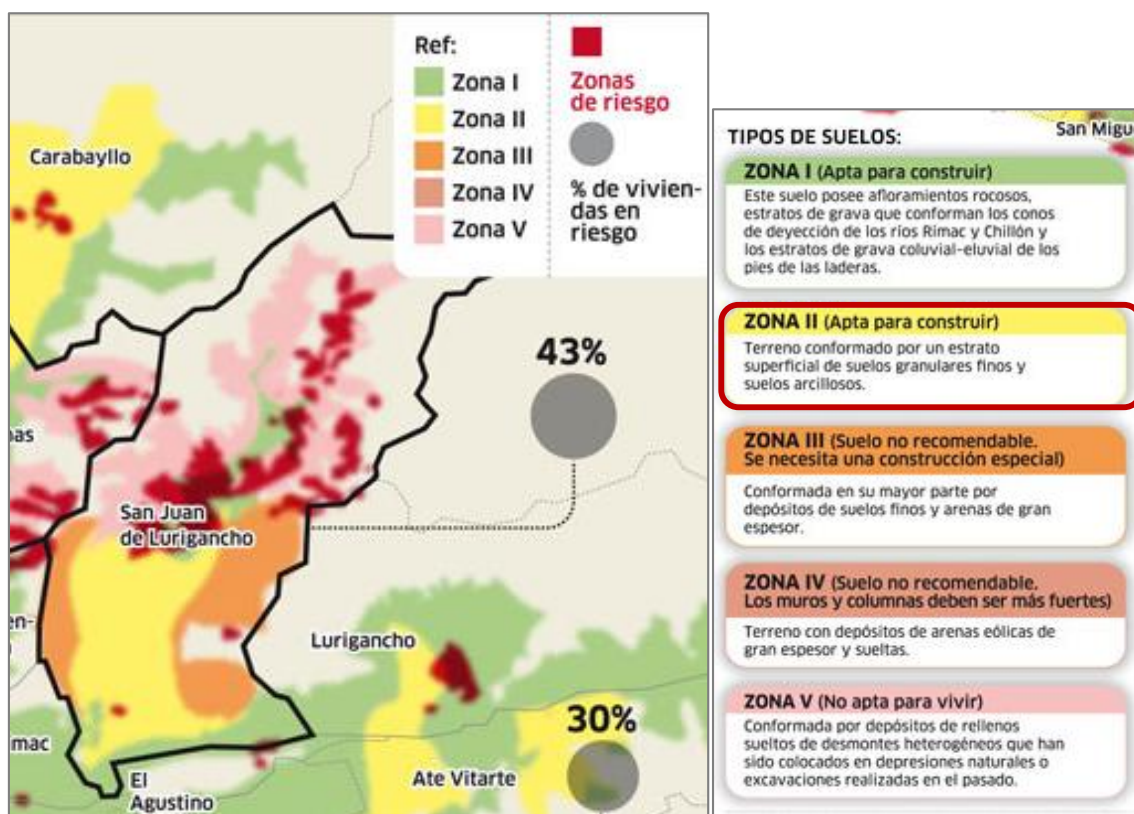 Ref:
Zona I
Zona II
Zona III
Zona IV
Zona V
Zonas
de riesgo
% de vivien-
das en
riesgo
Carabayllo
43%
as
San Juan
de Lurigancho
en-
Lurigancho
30%
mac
El
Agustino
Ate Vitarte
TIPOS DE SUELOS:
San Migu
ZONA I (Apta para construir)
Este suelo posee afloramientos rocosos,
estratos de grava que conforman los conos
de deyección de los ríos Rímac y Chillón y
los estratos de grava coluvial-eluvial de los
pies de las laderas.
ZONA II (Apta para construir)
Terreno conformado por un estrato
superficial de suelos granulares finos y
suelos arcillosos.
ZONA III (Suelo no recomendable.
Se necesita una construcción especial)
Conformada en su mayor parte por
depósitos de suelos finos y arenas de gran
espesor.
ZONA IV (Suelo no recomendable.
Los muros y columnas deben ser más fuertes)
Terreno con depósitos de arenas eólicas de
gran espesor y sueltas.
ZONA V (No apta para vivir)
Conformada por depósitos de rellenos
sueltos de desmontes heterogéneos que han
sido colocados en depresiones naturales o
excavaciones realizadas en el pasado.